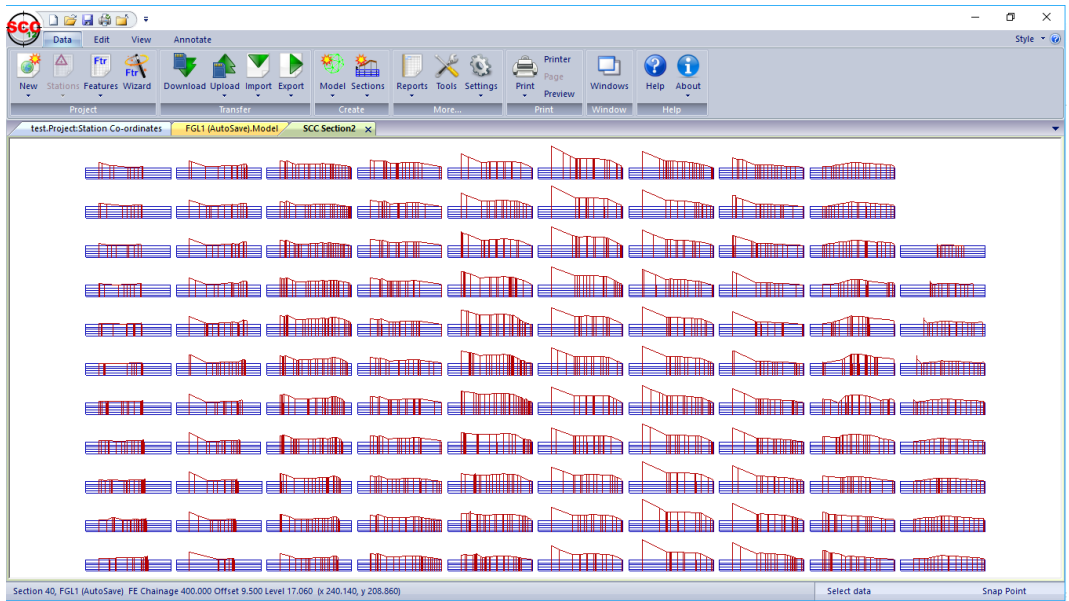 SCC
12
Data Edit View Annotate Style
Ftr Ftr
New Stations Features Wizard Download Upload Import Export Model Sections Reports Tools Settings Print Printer Page Preview Windows Help About
Project Transfer Create More... Print Window Help
test.Project:Station Co-ordinates FGL1 (AutoSave).Model SCC Section2
Section 40, FGL1 (AutoSave) FE Chainage 400.000 Offset 9.500 Level 17.060 (x 240.140, y 208.860) Select data Snap Point